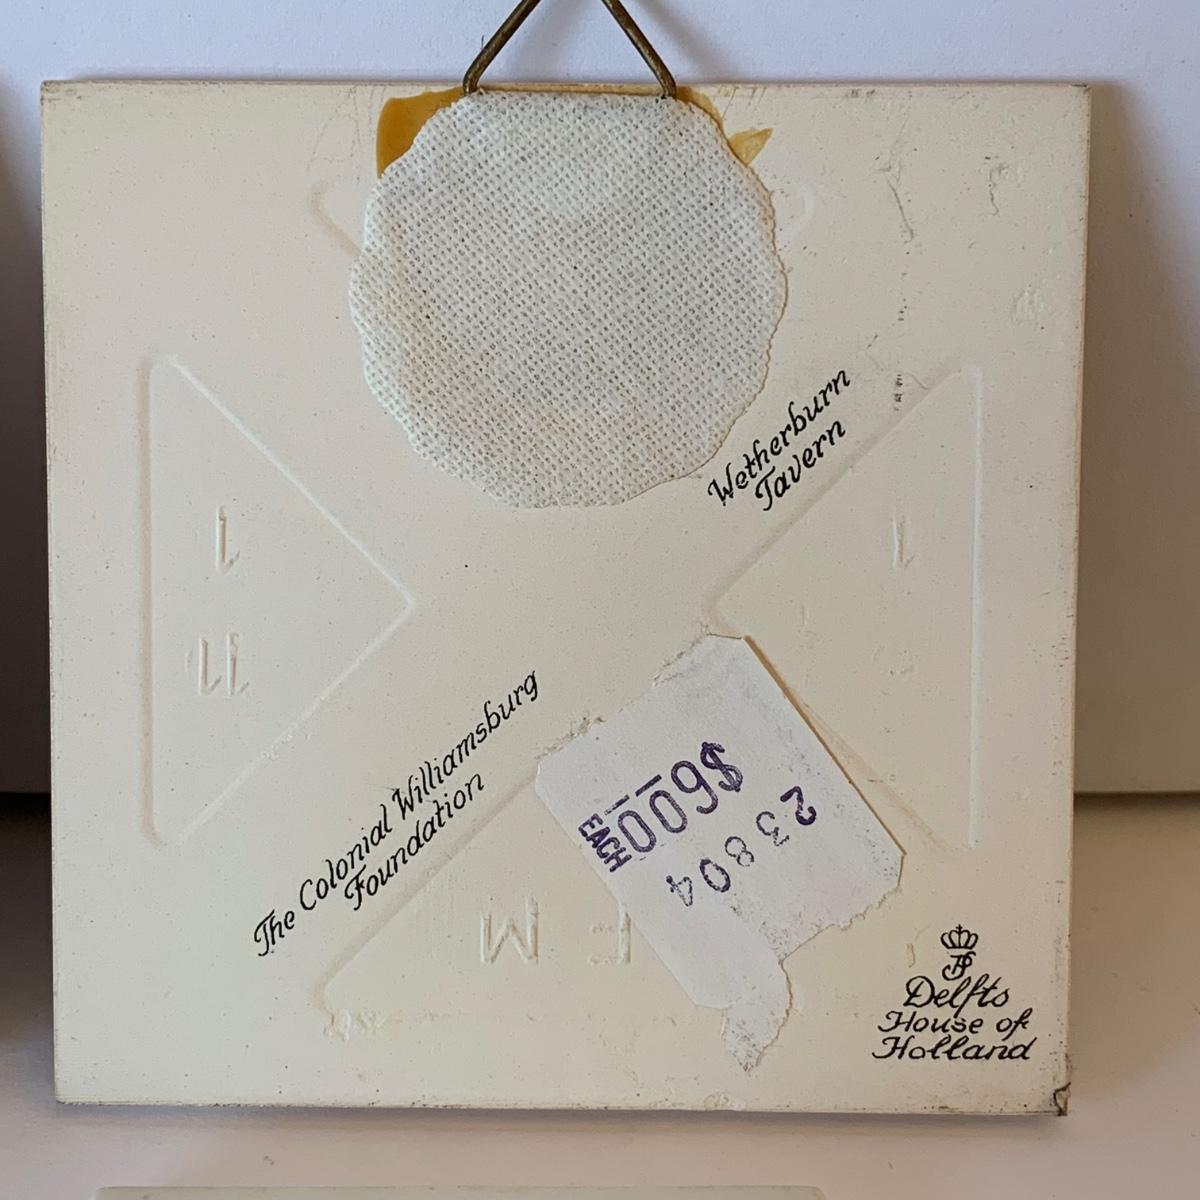 Wetherburn
Tavern
The Colonial Williamsburg
Foundation
$600
EACH
23804
Delfts
House of
Holland